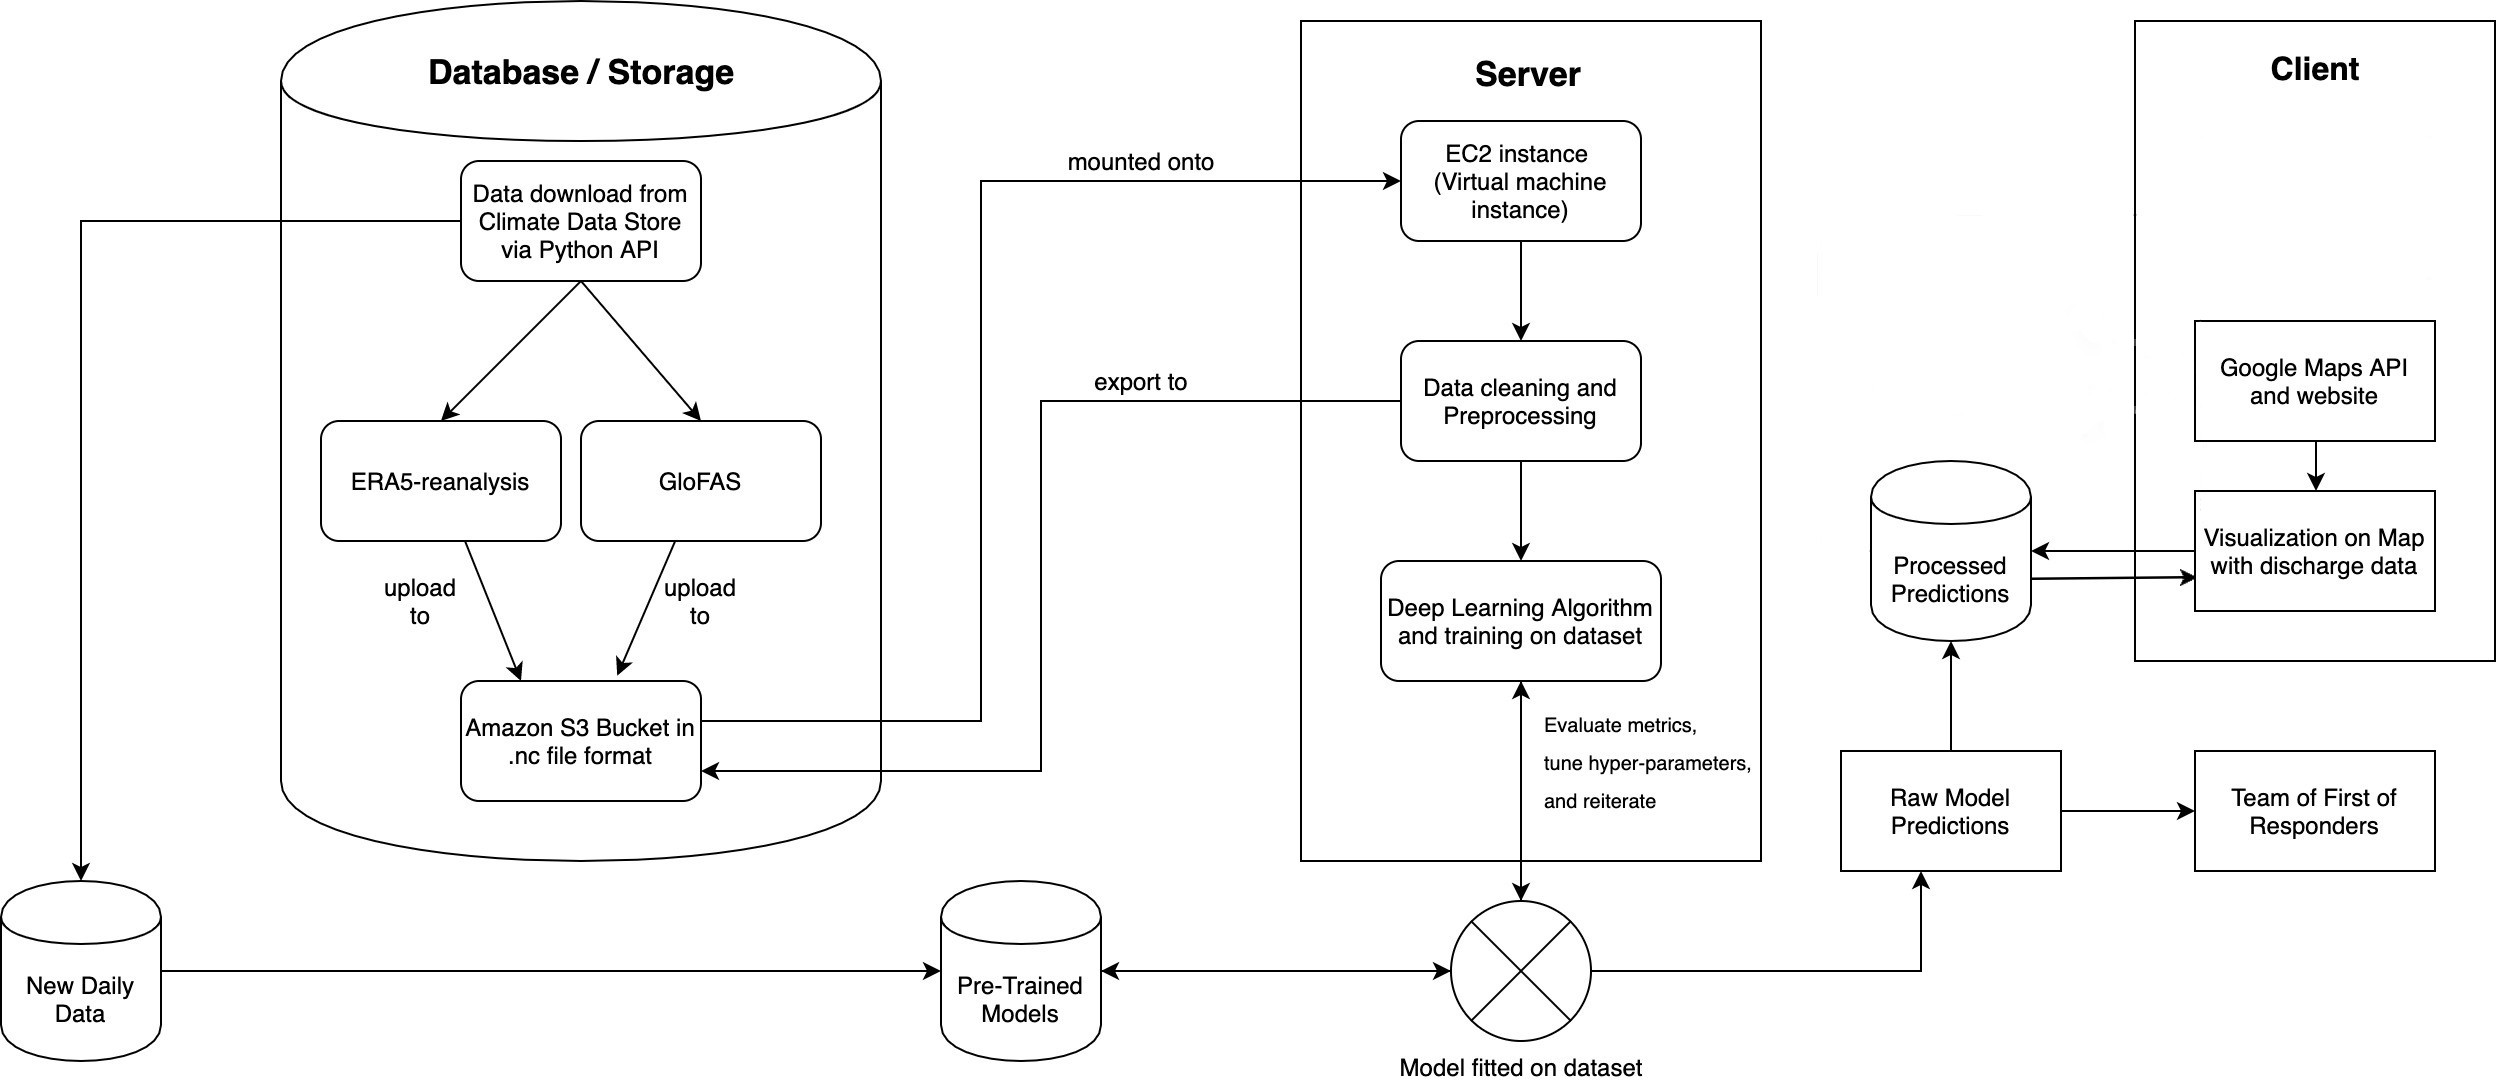 Database / Storage
Data download from
Climate Data Store
via Python API
ERA5-reanalysis
GloFAS
upload
to
upload
to
Amazon S3 Bucket in
.nc file format
New Daily
Data
mounted onto
export to
Pre-Trained
Models
Server
EC2 instance
(Virtual machine
instance)
Data cleaning and
Preprocessing
Deep Learning Algorithm
and training on dataset
Evaluate metrics,
tune hyper-parameters,
and reiterate
Model fitted on dataset
Client
Google Maps API
and website
Visualization on Map
with discharge data
Processed
Predictions
Raw Model
Predictions
Team of First of
Responders